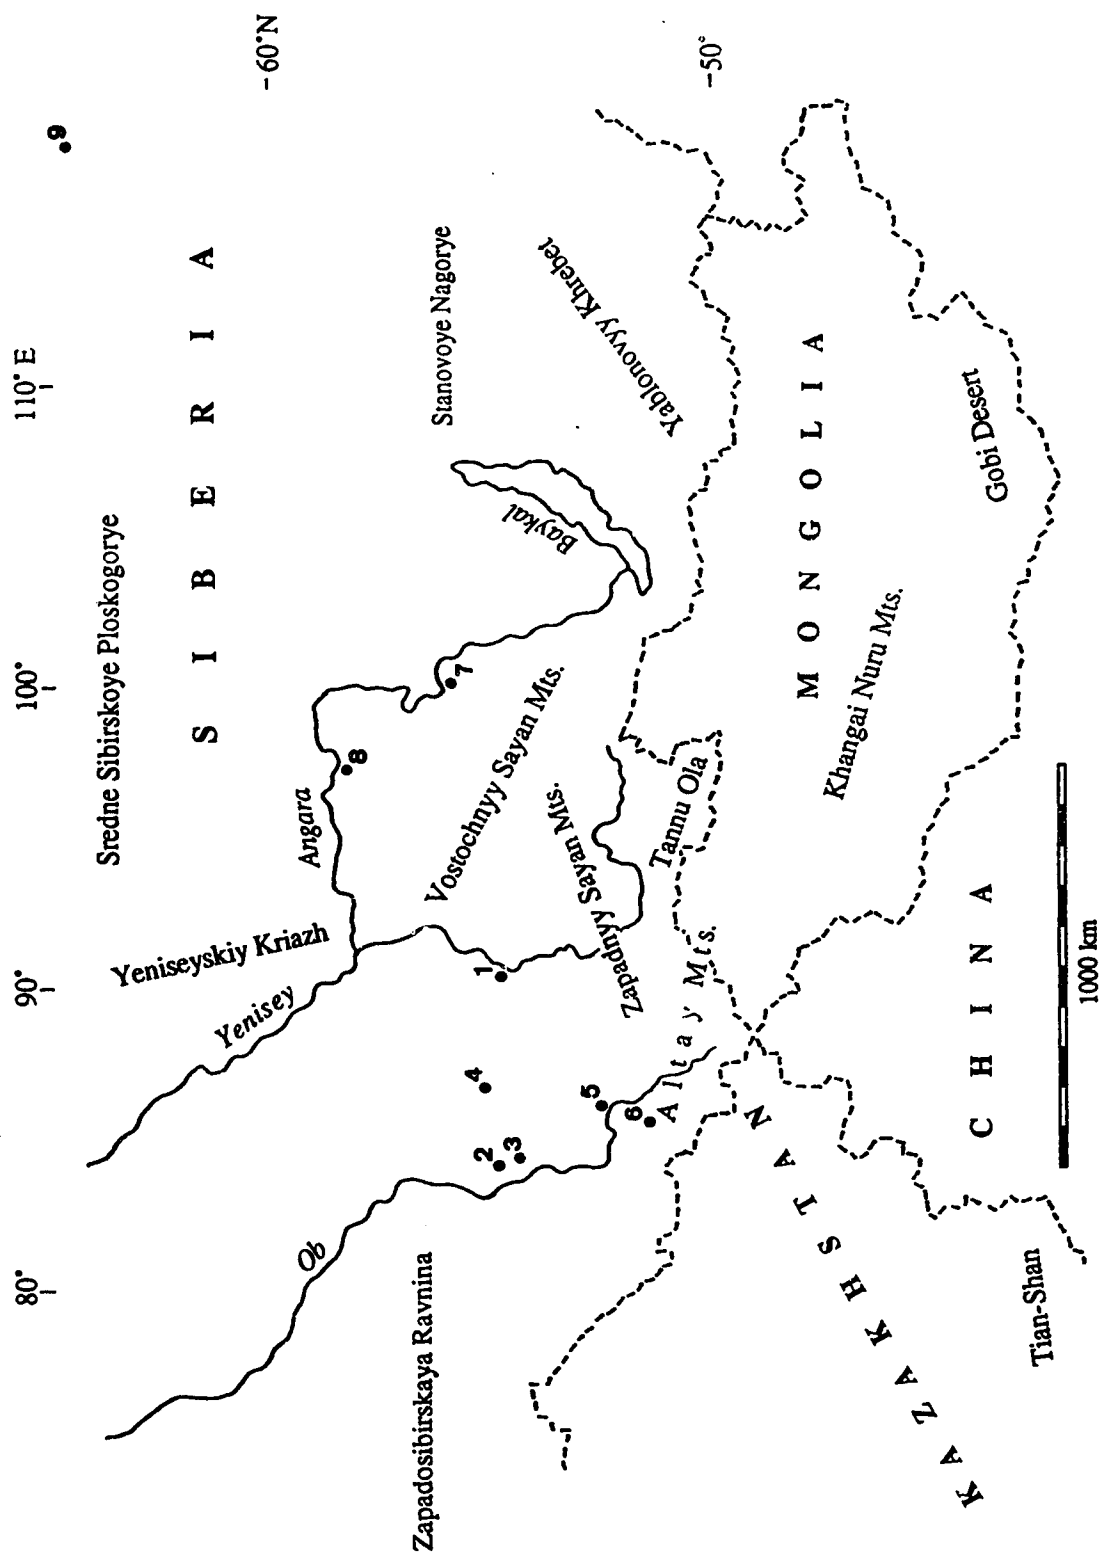 80°
90°
100°
110° E
-60°N
-50°
9
S I B E R I A
Sredne Sibirskoye Ploskogorye
Yeniseyskiy Kriazh
Yenisey
Angara
8
7
Ob
Zapadosibirskaya Ravnina
Stanovoye Nagorye
Baykal
Yablonovyy Khrebet
Vostochnyy Sayan Mts.
Zapadnyy Sayan Mts.
1
4
2
3
5
6
Altay Mts.
Tannu Ola
M O N G O L I A
Khangai Nuru Mts.
Gobi Desert
K A Z A K H S T A N
C H I N A
Tian-Shan
1000 km